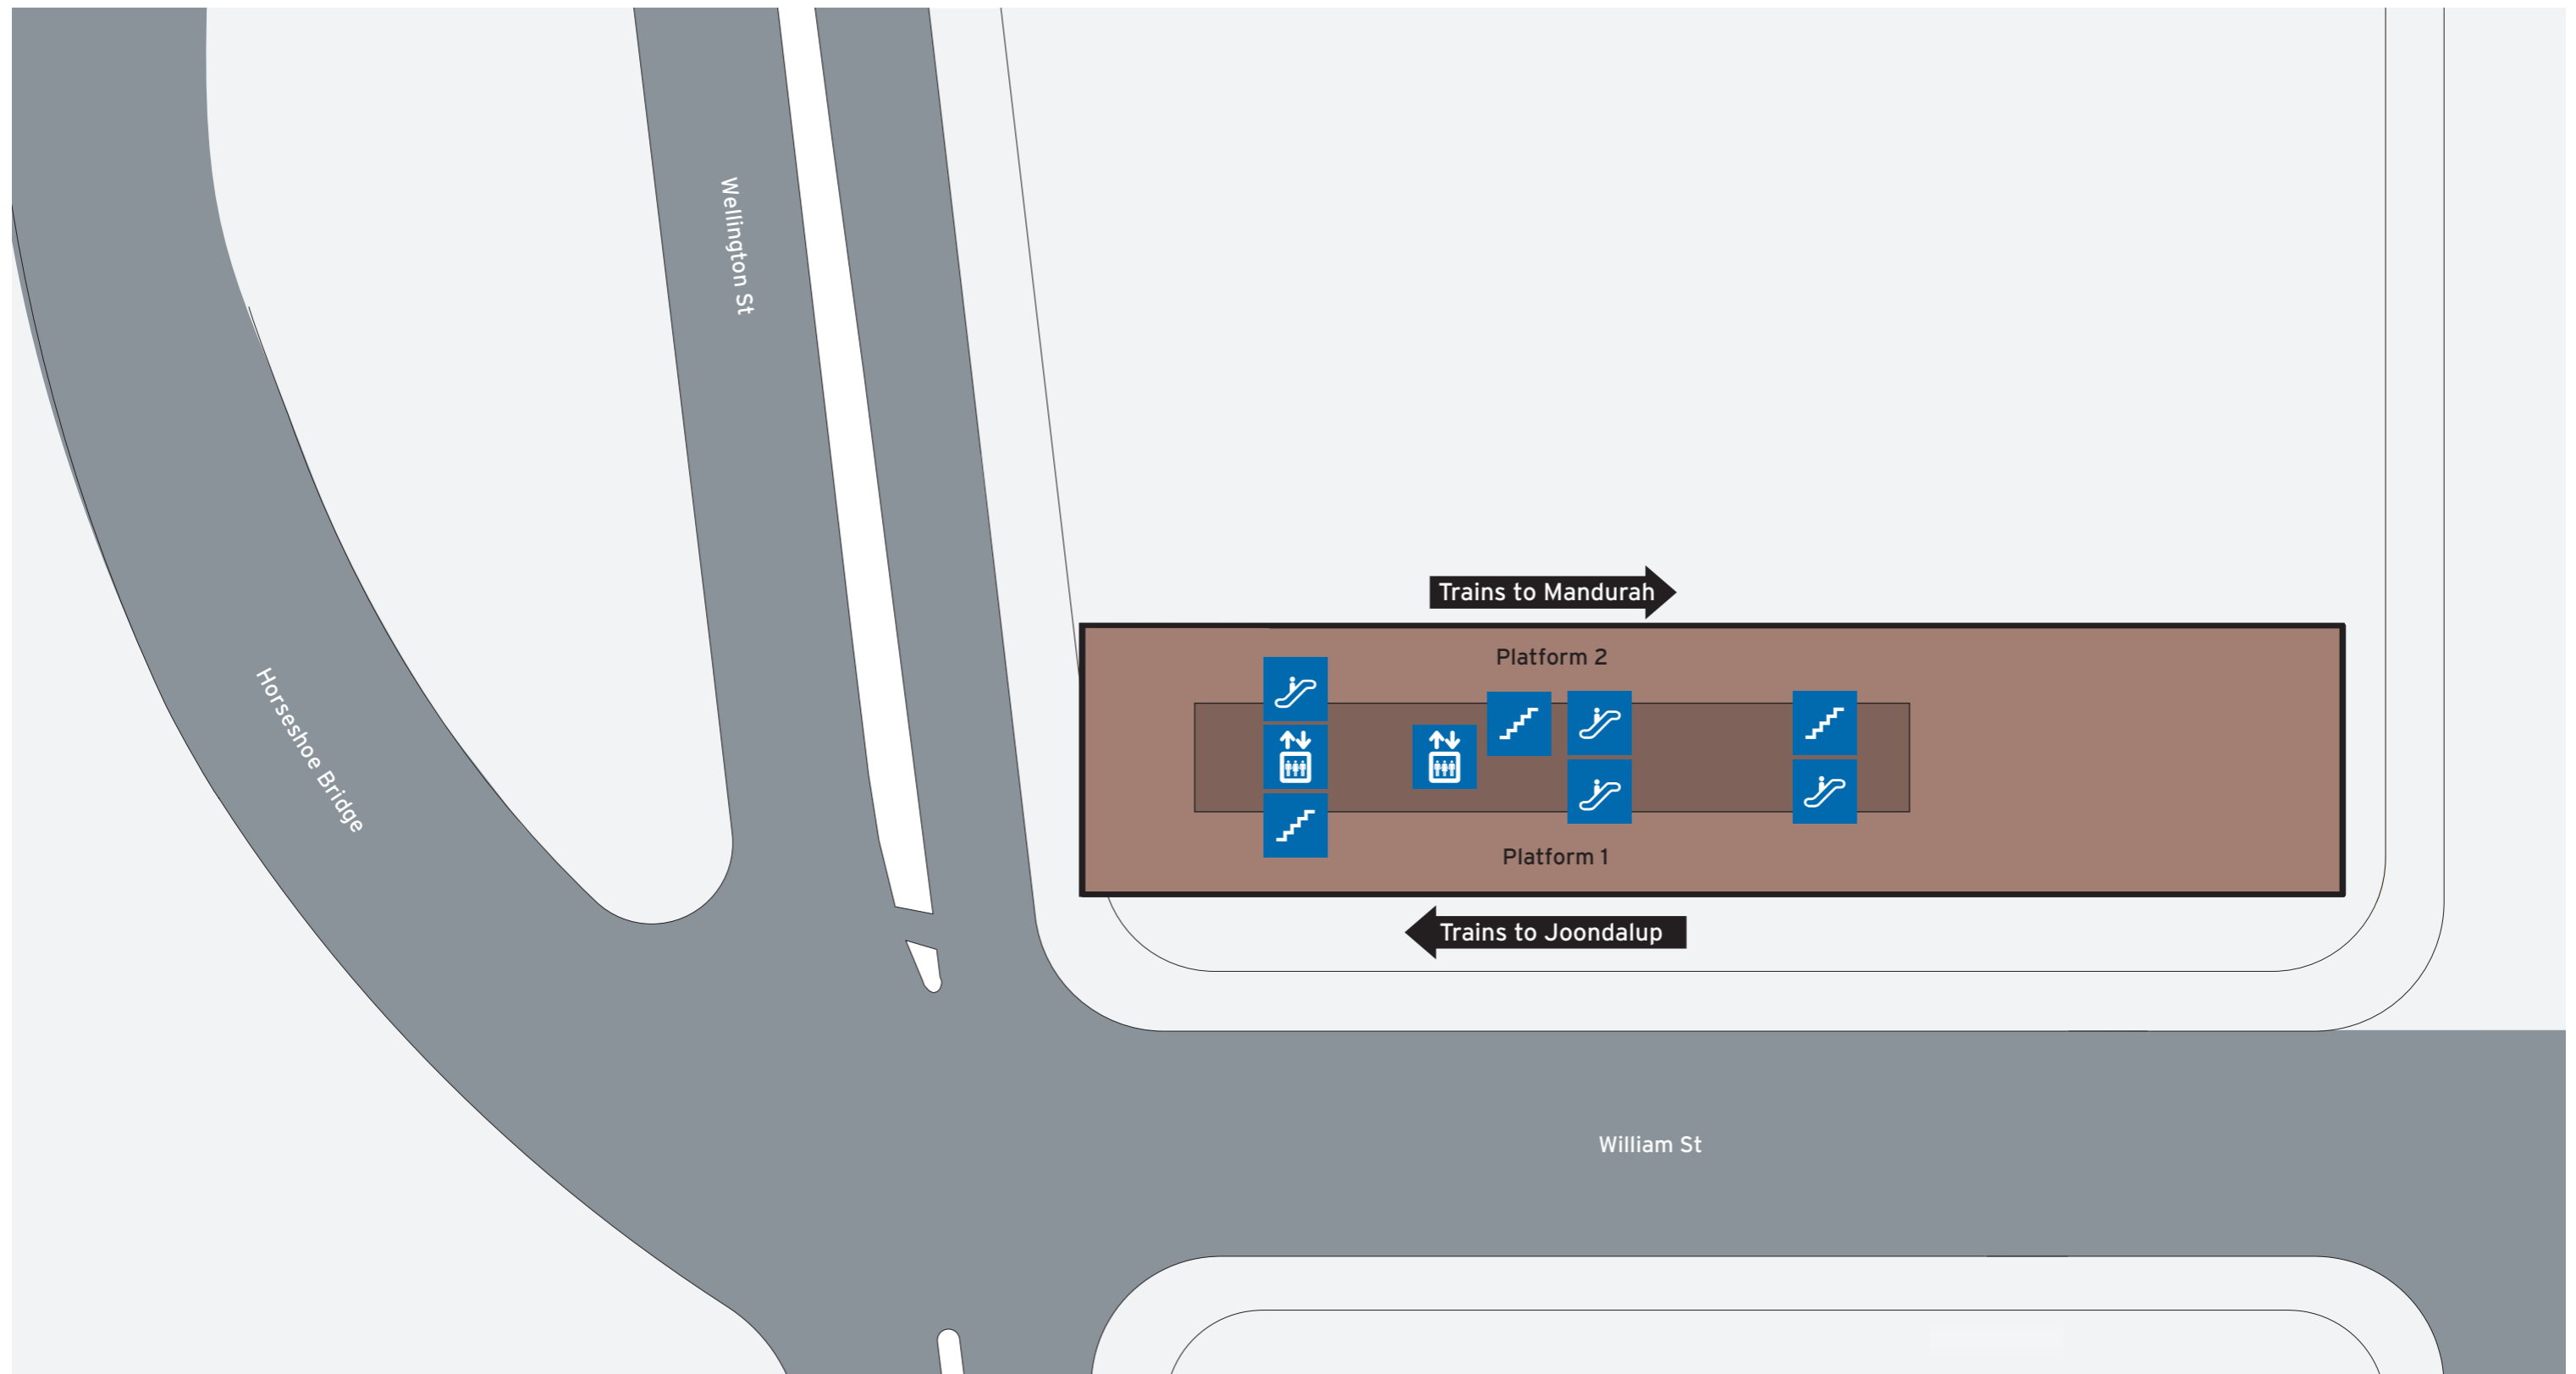 Wellington St
Trains to Mandurah
Platform 2
Horseshoe Bridge
Platform 1
Trains to Joondalup
William St